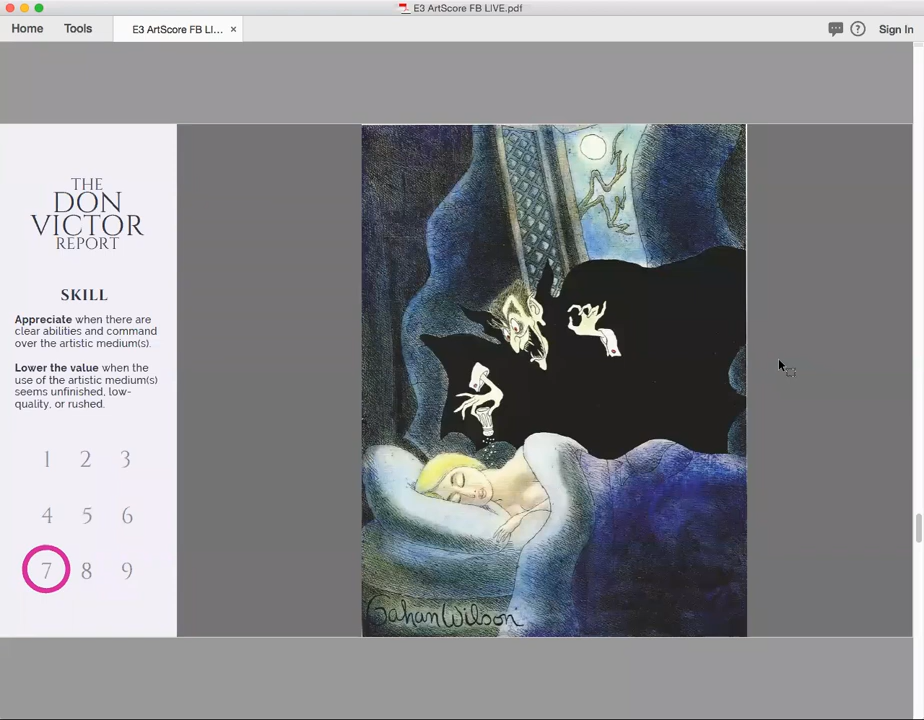 E3 ArtScore FB LIVE.pdf
Home Tools E3 ArtScore FB LI... × ? Sign In
THE
DON
VICTOR
REPORT
SKILL
Appreciate when there are
clear abilities and command
over the artistic medium(s).
Lower the value when the
use of the artistic medium(s)
seems unfinished, low-
quality, or rushed.
1 2 3
4 5 6
7 8 9
Gahan Wilson